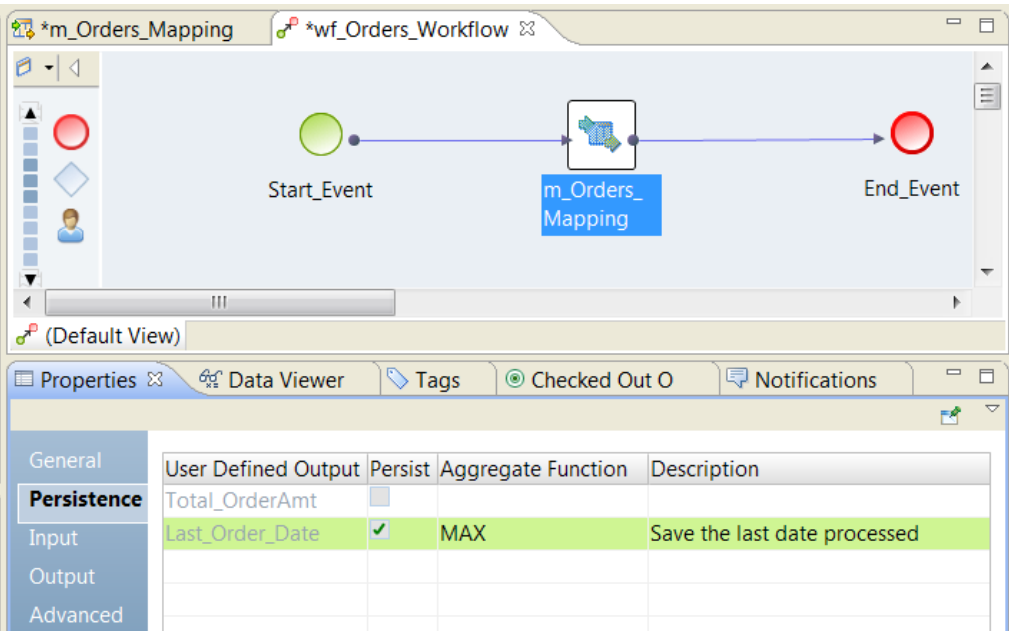 *m_Orders_Mapping *wf_Orders_Workflow
Start_Event
m_Orders_
Mapping
End_Event
(Default View)
Properties Data Viewer Tags Checked Out O Notifications
General
Persistence
Input
Output
Advanced
User Defined Output Persist Aggregate Function Description
Total_OrderAmt
Last_Order_Date MAX Save the last date processed